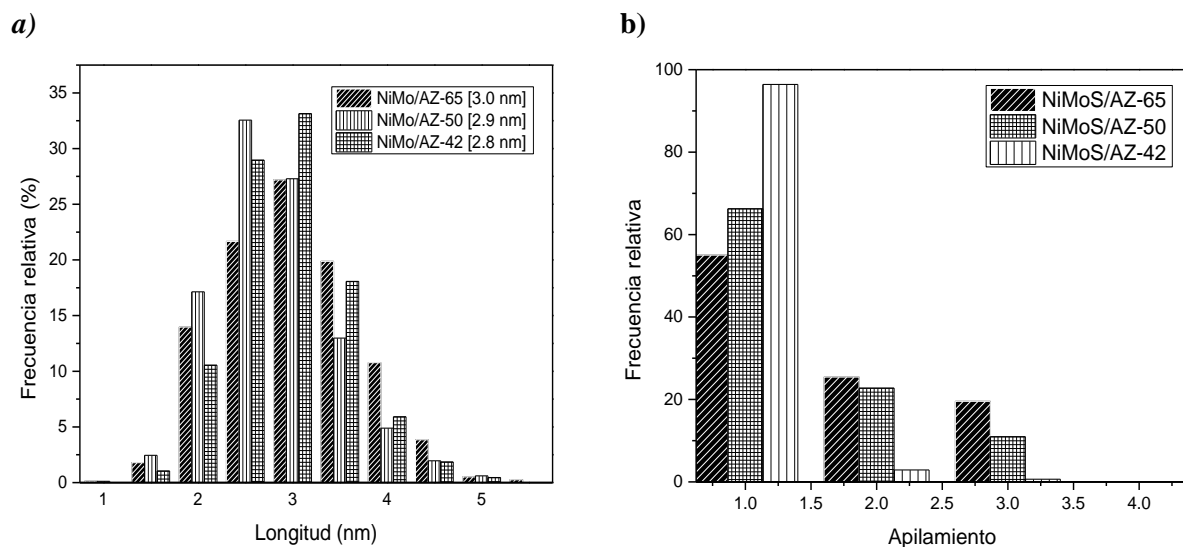 a)
35
30
25
20
15
10
5
0
Frecuencia relativa (%)
NiMo/AZ-65 [3.0 nm]
NiMo/AZ-50 [2.9 nm]
NiMo/AZ-42 [2.8 nm]
1 2 3 4 5
Longitud (nm)
b)
100
80
60
40
20
0
Frecuencia relativa
NiMoS/AZ-65
NiMoS/AZ-50
NiMoS/AZ-42
1.0 1.5 2.0 2.5 3.0 3.5 4.0
Apilamiento